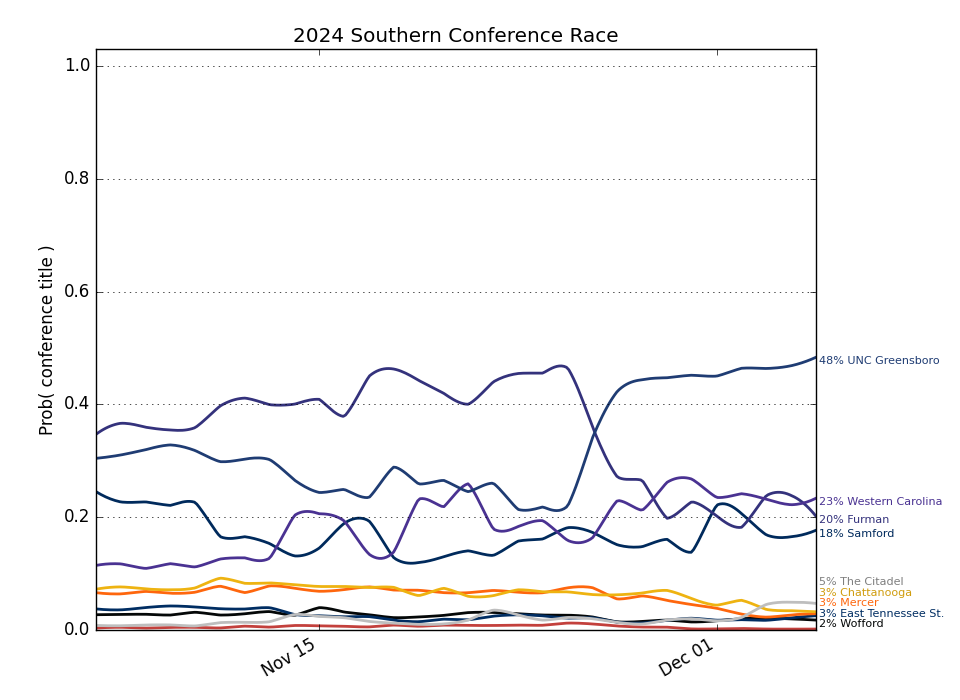 2024 Southern Conference Race
Prob( conference title )
1.0
0.8
0.6
0.4
0.2
0.0
Nov 15
Dec 01
48% UNC Greensboro
23% Western Carolina
20% Furman
18% Samford
5% The Citadel
3% Chattanooga
3% Mercer
3% East Tennessee St.
2% Wofford